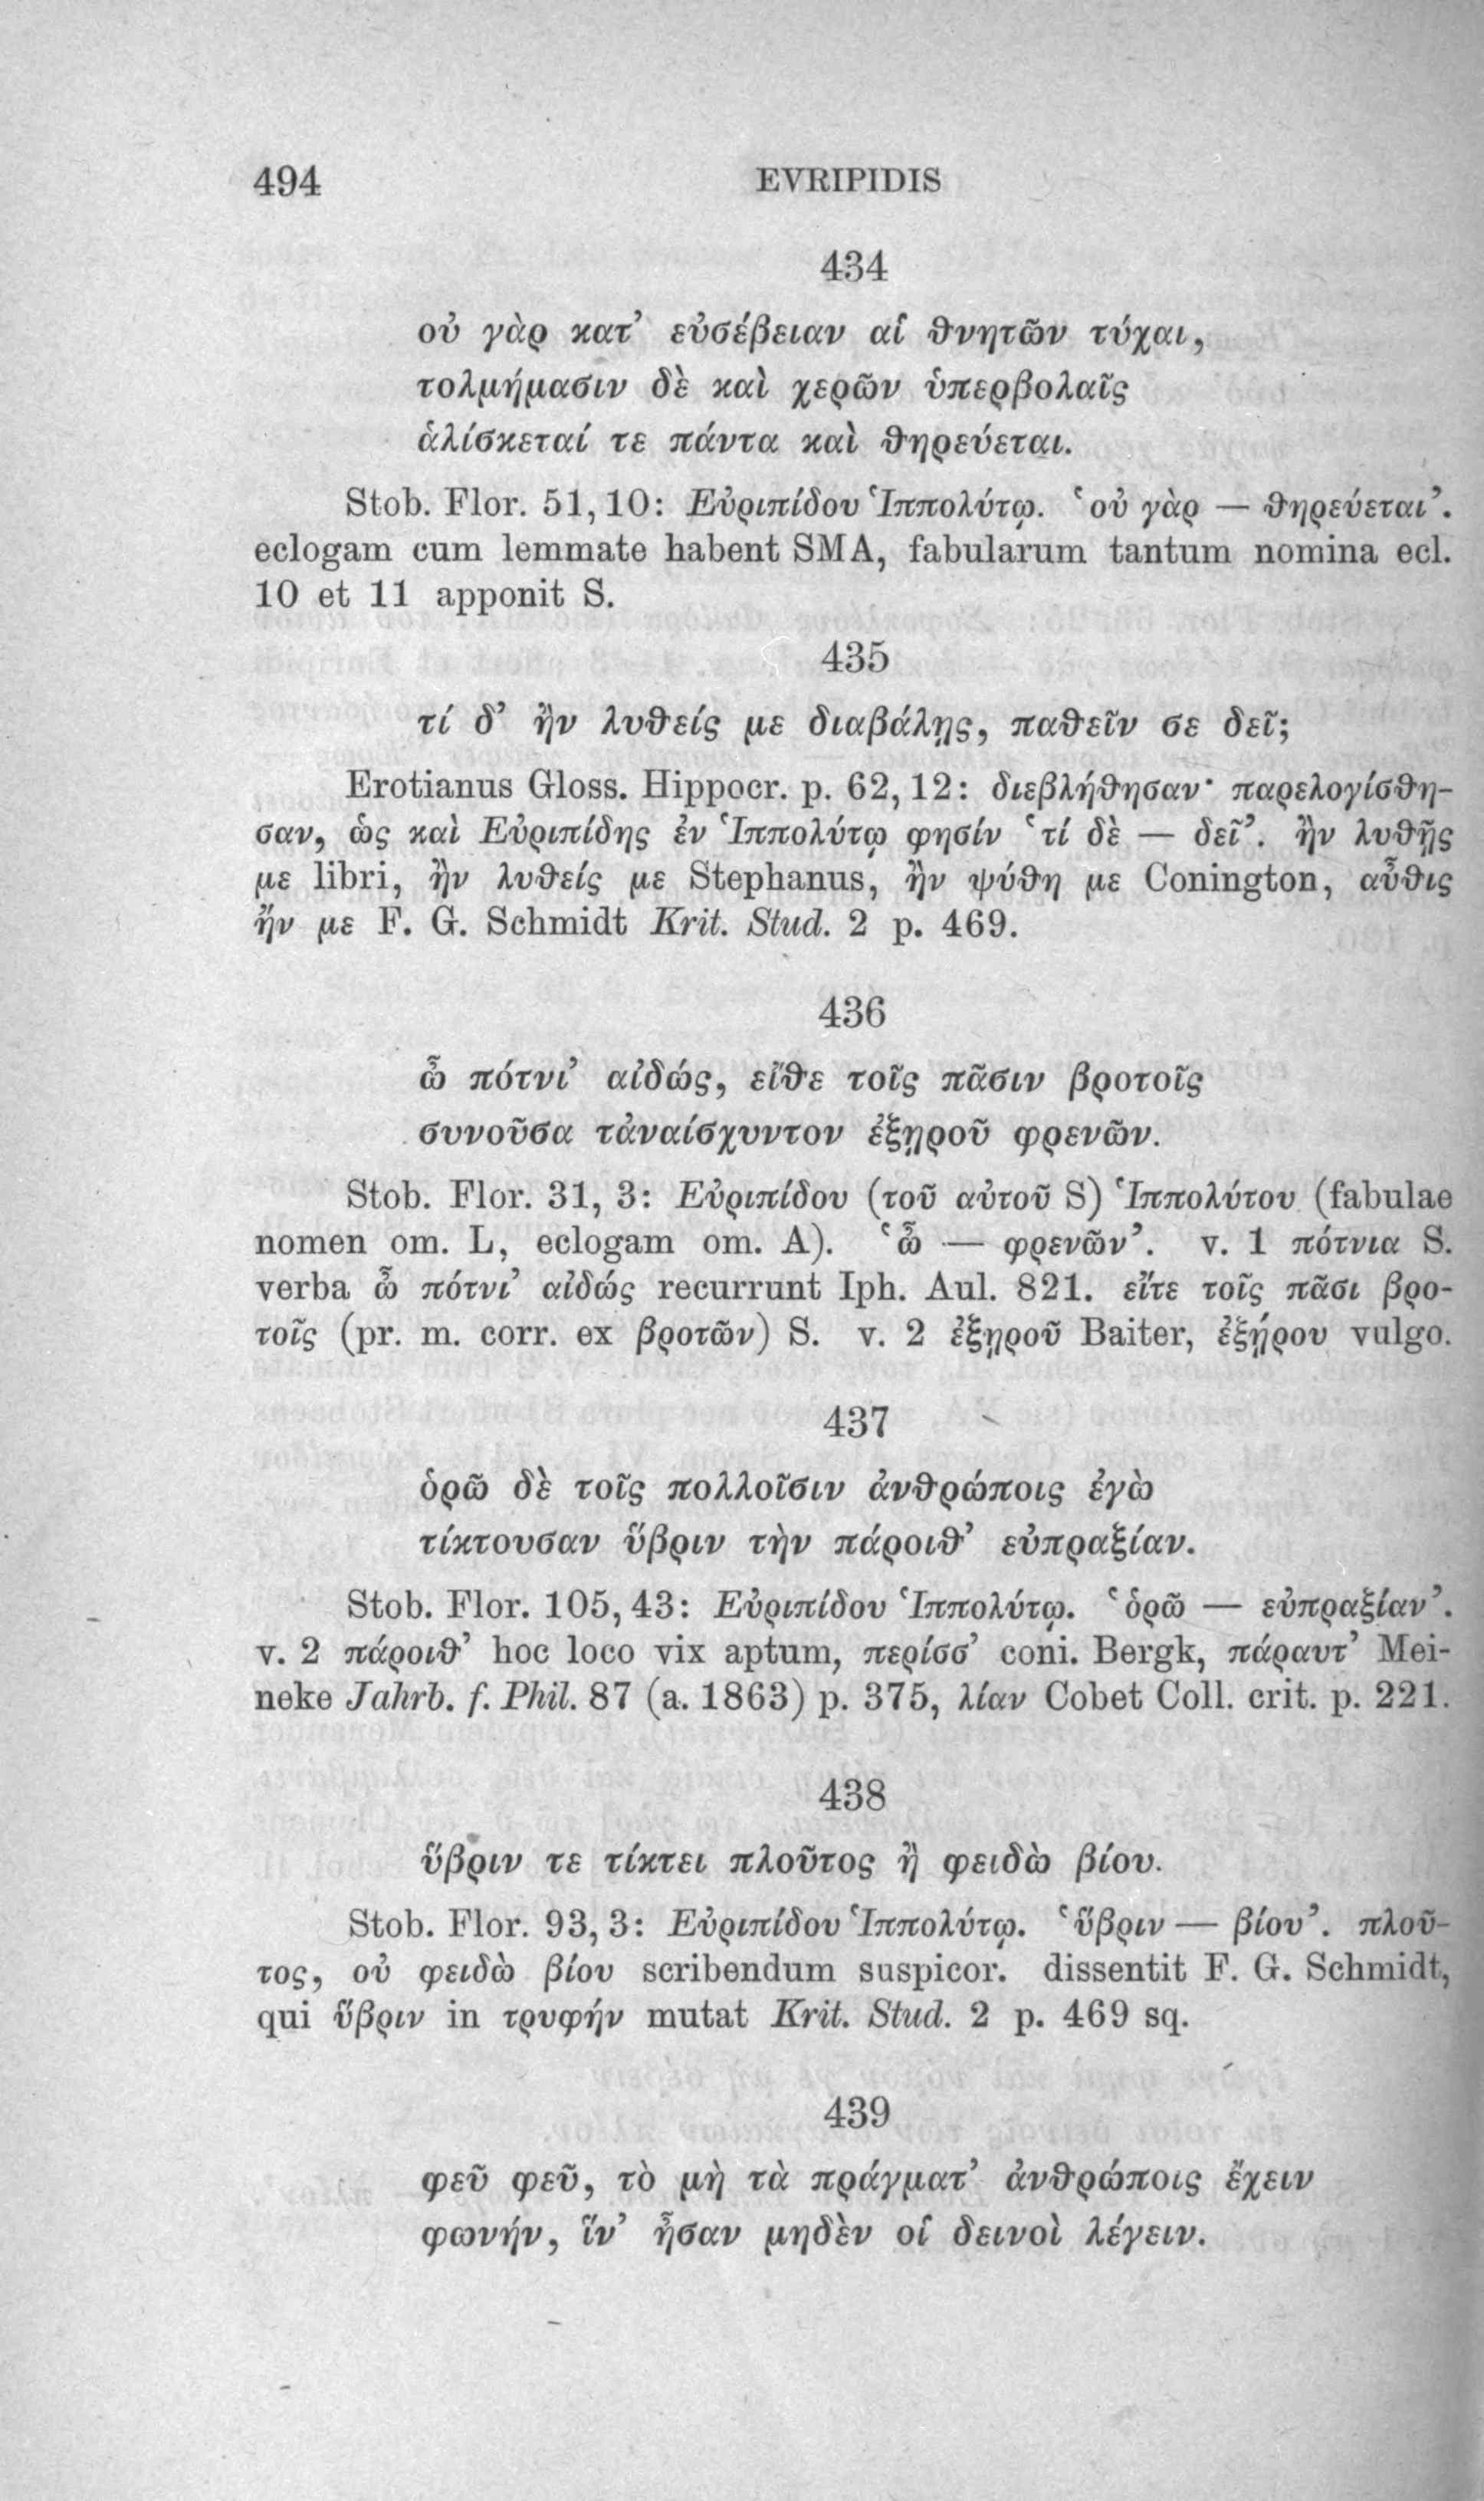 494 EVRIPIDIS
434
οὐ γὰρ κατ’ εὐσέβειαν αἱ θνητῶν τύχαι,
τολμήμασιν δὲ καὶ χερῶν ὑπερβολαῖς
ἁλίσκεταί τε πάντα καὶ θηρεύεται.
Stob. Flor. 51, 10: Εὐριπίδου Ἱππολύτῳ. ‘οὐ γὰρ — θηρεύεται’.
eclogam cum lemmate habent SMA, fabularum tantum nomina ecl.
10 et 11 apponit S.
435
τί δ’ ἢν λυθείς με διαβάλῃς, παθεῖν σε δεῖ;
Erotianus Gloss. Hippocr. p. 62, 12: διεβλήθησαν· παρελογίσθη-
σαν, ὡς καὶ Εὐριπίδης ἐν Ἱππολύτῳ φησίν ‘τί δὲ — δεῖ’. ἢν λυθῇς
με libri, ἢν λυθείς με Stephanus, ἢν ψύθη με Conington, αὖθις
ἤν με F. G. Schmidt Krit. Stud. 2 p. 469.
436
ὦ πότνι’ αἰδώς, εἴθε τοῖς πᾶσιν βροτοῖς
συνοῦσα τἀναίσχυντον ἐξῃροῦ φρενῶν.
Stob. Flor. 31, 3: Εὐριπίδου (τοῦ αὐτοῦ S) Ἱππολύτου (fabulae
nomen om. L, eclogam om. A). ‘ὦ — φρενῶν’. v. 1 πότνια S.
verba ὦ πότνι’ αἰδώς recurrunt Iph. Aul. 821. εἴτε τοῖς πᾶσι βρο-
τοῖς (pr. m. corr. ex βροτῶν) S. v. 2 ἐξῃροῦ Baiter, ἐξῄρου vulgo.
437
ὁρῶ δὲ τοῖς πολλοῖσιν ἀνθρώποις ἐγὼ
τίκτουσαν ὕβριν τὴν πάροιθ’ εὐπραξίαν.
Stob. Flor. 105, 43: Εὐριπίδου Ἱππολύτῳ. ‘ὁρῶ — εὐπραξίαν’.
v. 2 πάροιθ’ hoc loco vix aptum, περίσσ’ coni. Bergk, πάραυτ’ Mei-
neke Jahrb. f. Phil. 87 (a. 1863) p. 375, λίαν Cobet Coll. crit. p. 221.
438
ὕβριν τε τίκτει πλοῦτος ἢ φειδὼ βίου.
Stob. Flor. 93, 3: Εὐριπίδου Ἱππολύτῳ. ‘ὕβριν — βίου’. πλοῦ-
τος, οὐ φειδὼ βίου scribendum suspicor. dissentit F. G. Schmidt,
qui ὕβριν in τρυφήν mutat Krit. Stud. 2 p. 469 sq.
439
φεῦ φεῦ, τὸ μὴ τὰ πράγματ’ ἀνθρώποις ἔχειν
φωνήν, ἵν’ ἦσαν μηδὲν οἱ δεινοὶ λέγειν.